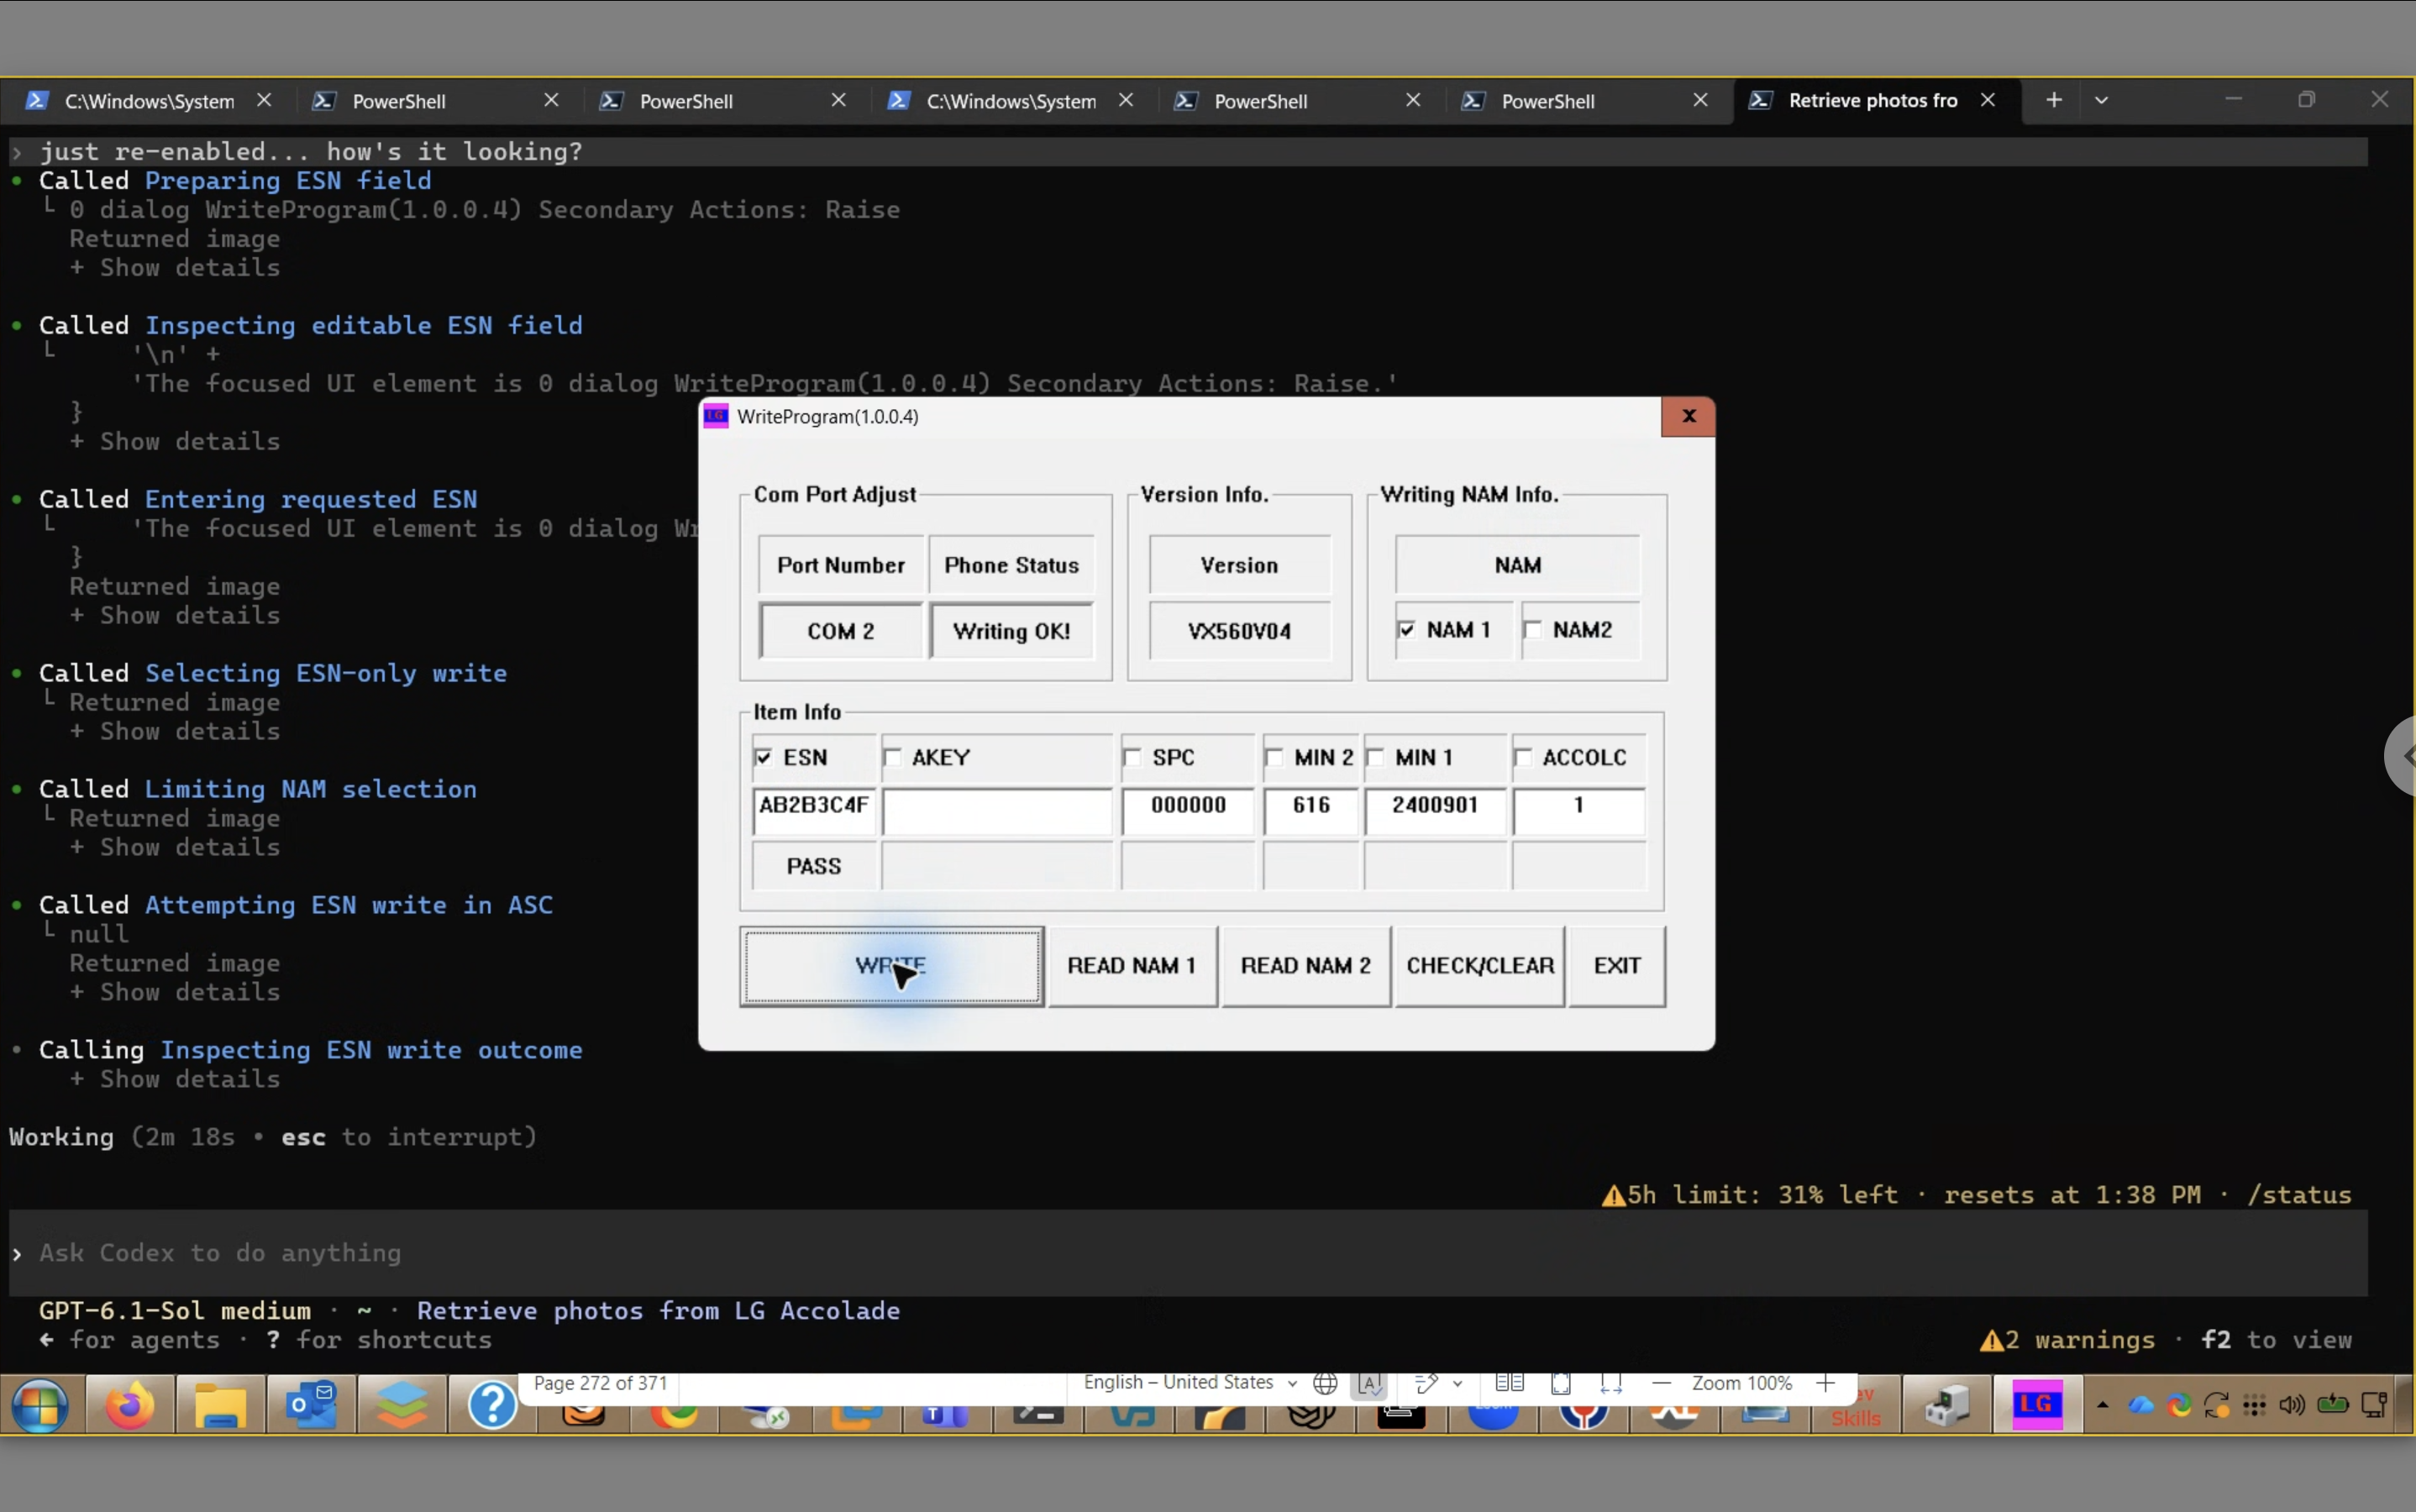 C:\Windows\System
PowerShell
PowerShell
C:\Windows\System
PowerShell
PowerShell
Retrieve photos fro
› just re-enabled... how's it looking?
• Called Preparing ESN field
└ 0 dialog WriteProgram(1.0.0.4) Secondary Actions: Raise
Returned image
+ Show details
• Called Inspecting editable ESN field
└ '\n' +
'The focused UI element is 0 dialog WriteProgram(1.0.0.4) Secondary Actions: Raise.'
}
+ Show details
• Called Entering requested ESN
└ 'The focused UI element is 0 dialog Wr
}
Returned image
+ Show details
• Called Selecting ESN-only write
└ Returned image
+ Show details
• Called Limiting NAM selection
└ Returned image
+ Show details
• Called Attempting ESN write in ASC
└ null
Returned image
+ Show details
• Calling Inspecting ESN write outcome
+ Show details
Working (2m 18s • esc to interrupt)
LG WriteProgram(1.0.0.4)
x
Com Port Adjust
Port Number Phone Status
COM 2 Writing OK!
Version Info.
Version
VX560V04
Writing NAM Info.
NAM
NAM 1 NAM2
Item Info
ESN AKEY SPC MIN 2 MIN 1 ACCOLC
AB2B3C4F 000000 616 2400901 1
PASS
WRITE READ NAM 1 READ NAM 2 CHECK/CLEAR EXIT
5h limit: 31% left · resets at 1:38 PM · /status
› Ask Codex to do anything
GPT-6.1-Sol medium · ~ · Retrieve photos from LG Accolade
← for agents · ? for shortcuts
2 warnings · f2 to view
Page 272 of 371
English – United States
Zoom 100%
Skills
LG